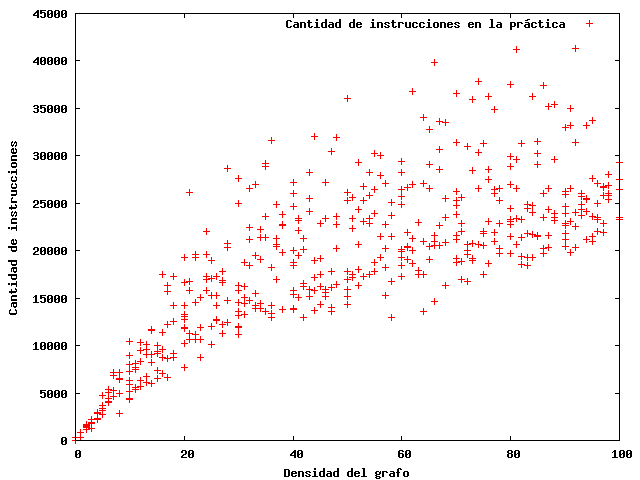 45000
Cantidad de instrucciones en la práctica
40000
35000
30000
25000
20000
15000
10000
5000
0
Cantidad de instrucciones
0 20 40 60 80 100
Densidad del grafo